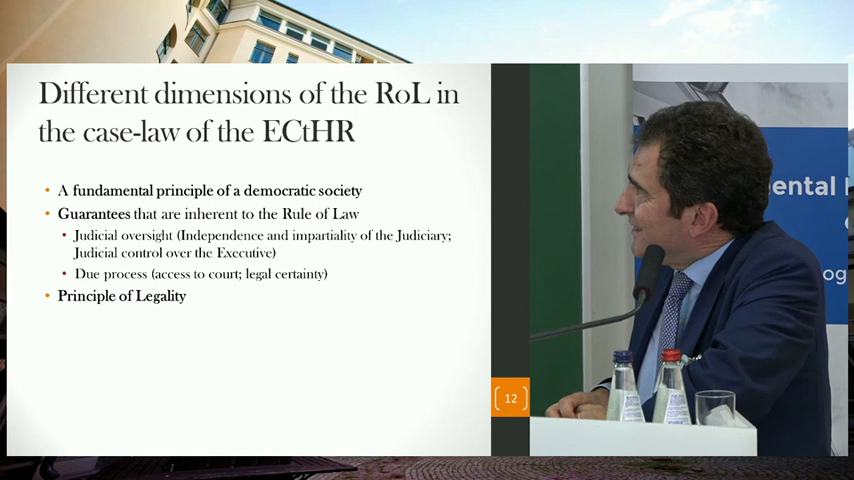 Different dimensions of the RoL in
the case-law of the ECtHR
• A fundamental principle of a democratic society
• Guarantees that are inherent to the Rule of Law
• Judicial oversight (Independence and impartiality of the Judiciary;
Judicial control over the Executive)
• Due process (access to court; legal certainty)
• Principle of Legality
12
ental
og